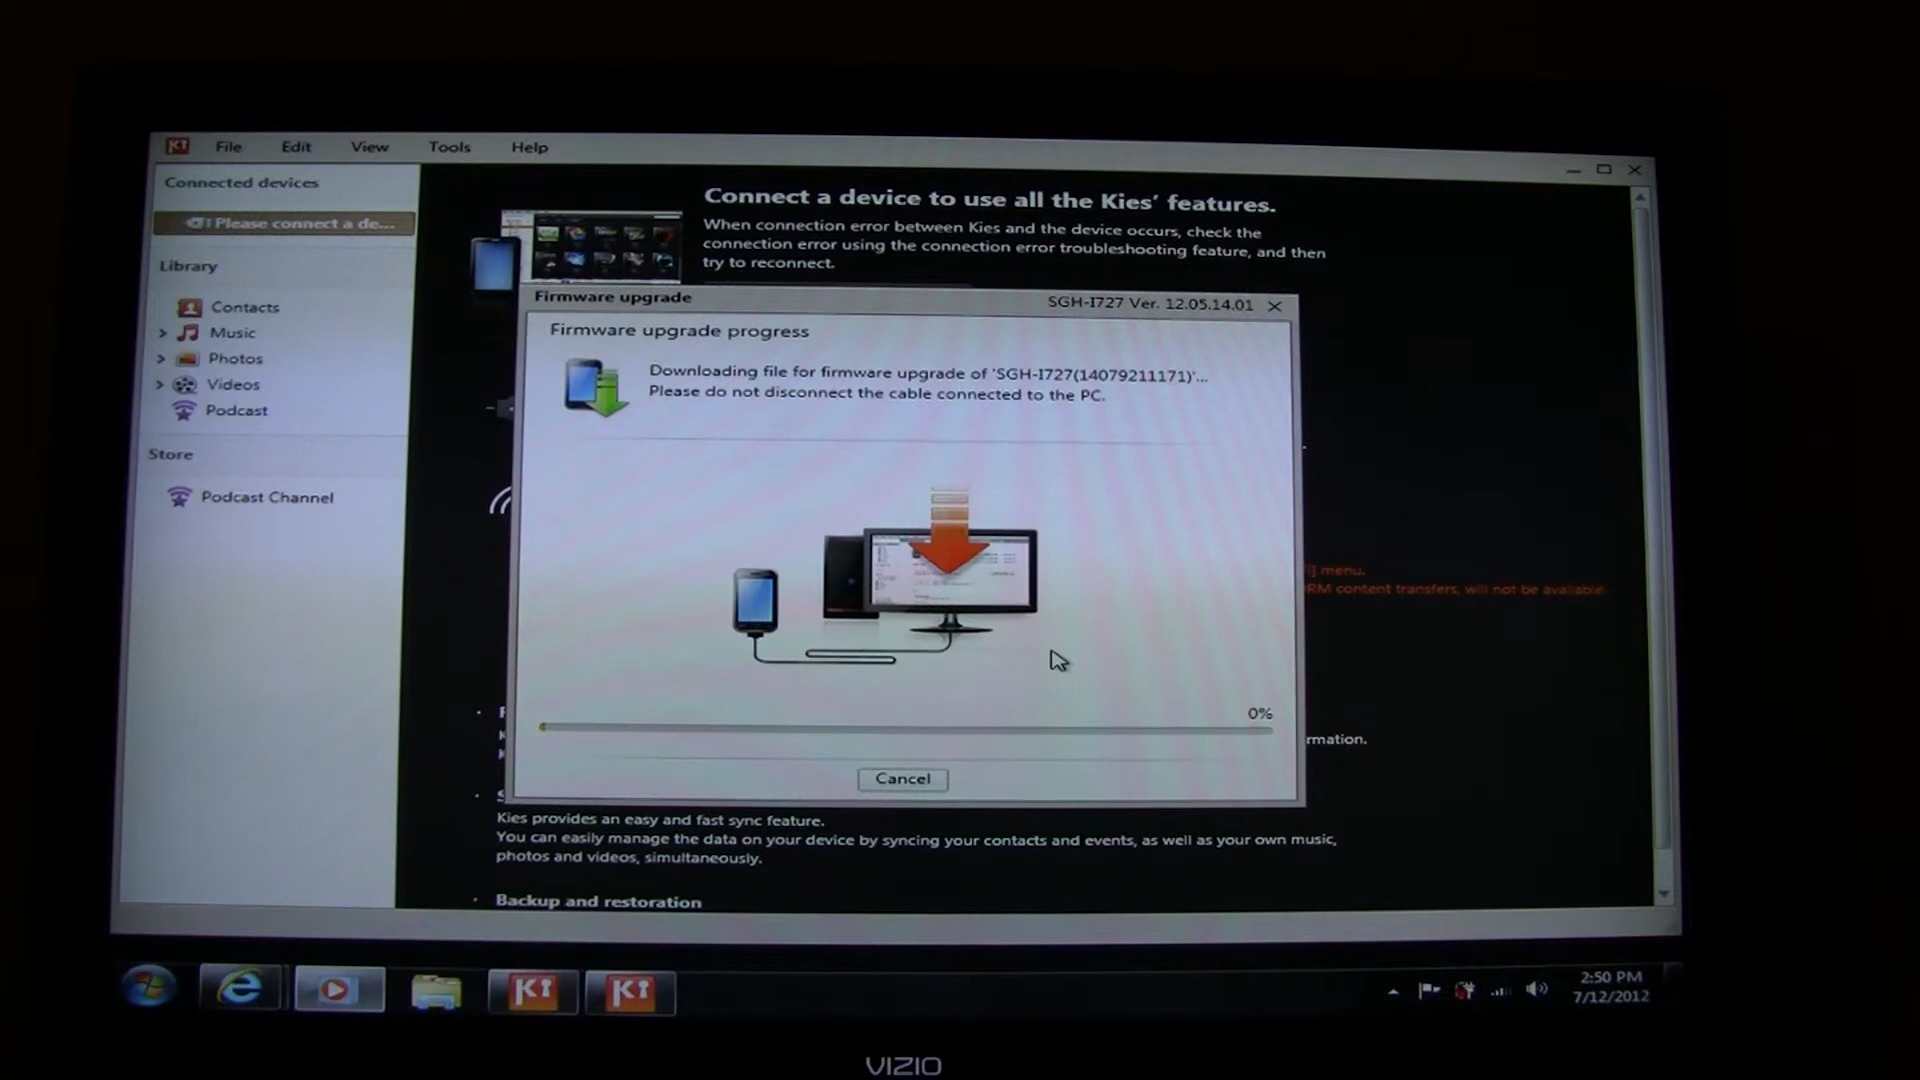 File Edit View Tools Help
Connected devices
Please connect a de...
Library
Contacts
Music
Photos
Videos
Podcast
Store
Podcast Channel
Connect a device to use all the Kies' features.
When connection error between Kies and the device occurs, check the
connection error using the connection error troubleshooting feature, and then
try to reconnect.
Firmware upgrade
SGH-I727 Ver. 12.05.14.01
Firmware upgrade progress
Downloading file for firmware upgrade of 'SGH-I727(14079211171)'...
Please do not disconnect the cable connected to the PC.
0%
Cancel
menu.
DRM content transfers, will not be available.
rmation.
Kies provides an easy and fast sync feature.
You can easily manage the data on your device by syncing your contacts and events, as well as your own music,
photos and videos, simultaneously.
Backup and restoration
2:50 PM
7/12/2012
VIZIO